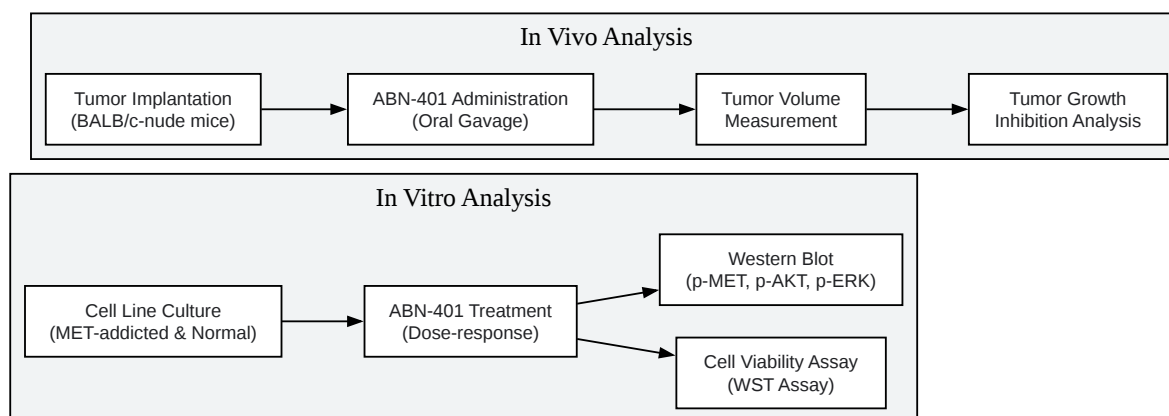 In Vivo Analysis
Tumor Implantation
(BALB/c-nude mice)
ABN-401 Administration
(Oral Gavage)
Tumor Volume
Measurement
Tumor Growth
Inhibition Analysis
In Vitro Analysis
Cell Line Culture
(MET-addicted & Normal)
ABN-401 Treatment
(Dose-response)
Western Blot
(p-MET, p-AKT, p-ERK)
Cell Viability Assay
(WST Assay)